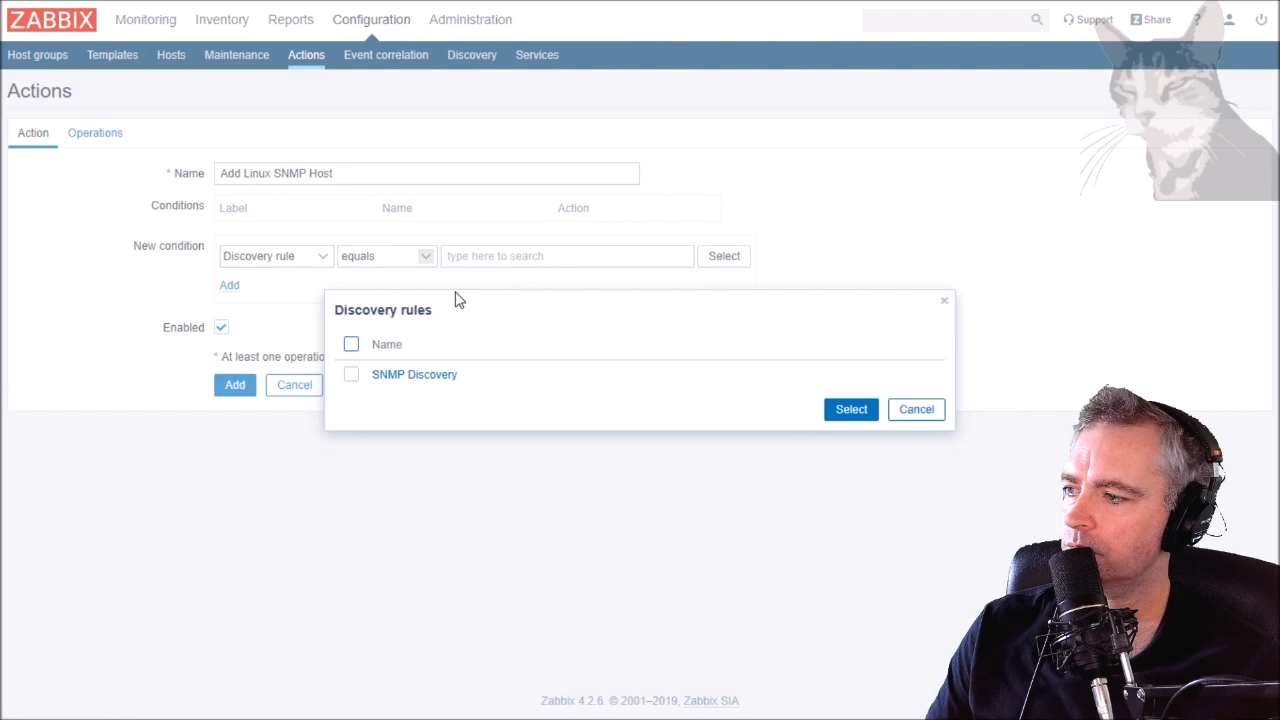 ZABBIX Monitoring Inventory Reports Configuration Administration Support Z Share ?
Host groups Templates Hosts Maintenance Actions Event correlation Discovery Services
Actions
Action Operations
* Name Add Linux SNMP Host
Conditions Label Name Action
New condition Discovery rule equals type here to search Select
Add
Discovery rules ×
Enabled
Name
* At least one operatio
SNMP Discovery
Add Cancel
Select Cancel
Zabbix 4.2.6. © 2001–2019, Zabbix SIA